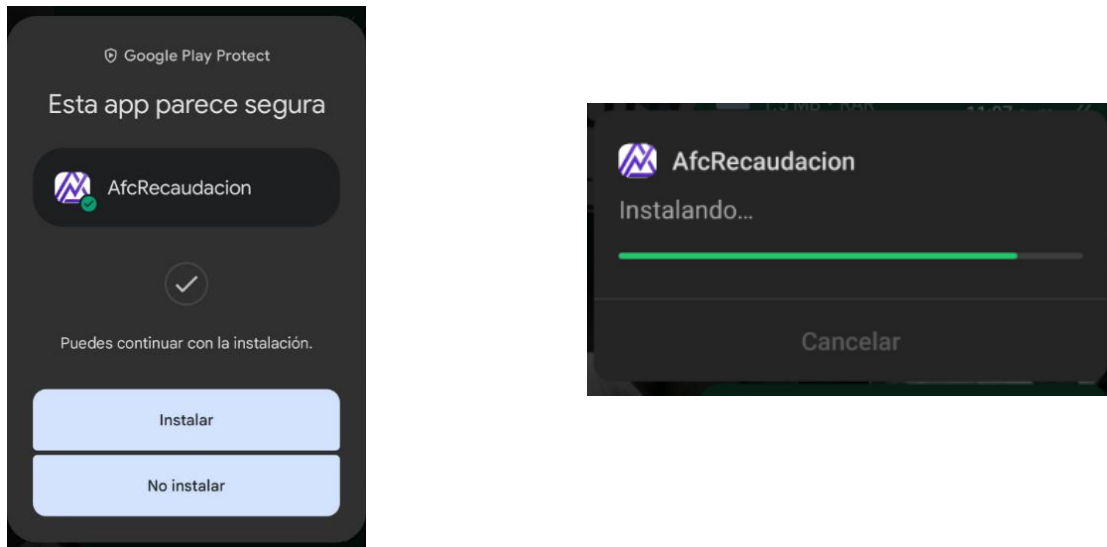 Google Play Protect
Esta app parece segura
AfcRecaudacion
Puedes continuar con la instalación.
Instalar
No instalar
AfcRecaudacion
Instalando...
Cancelar